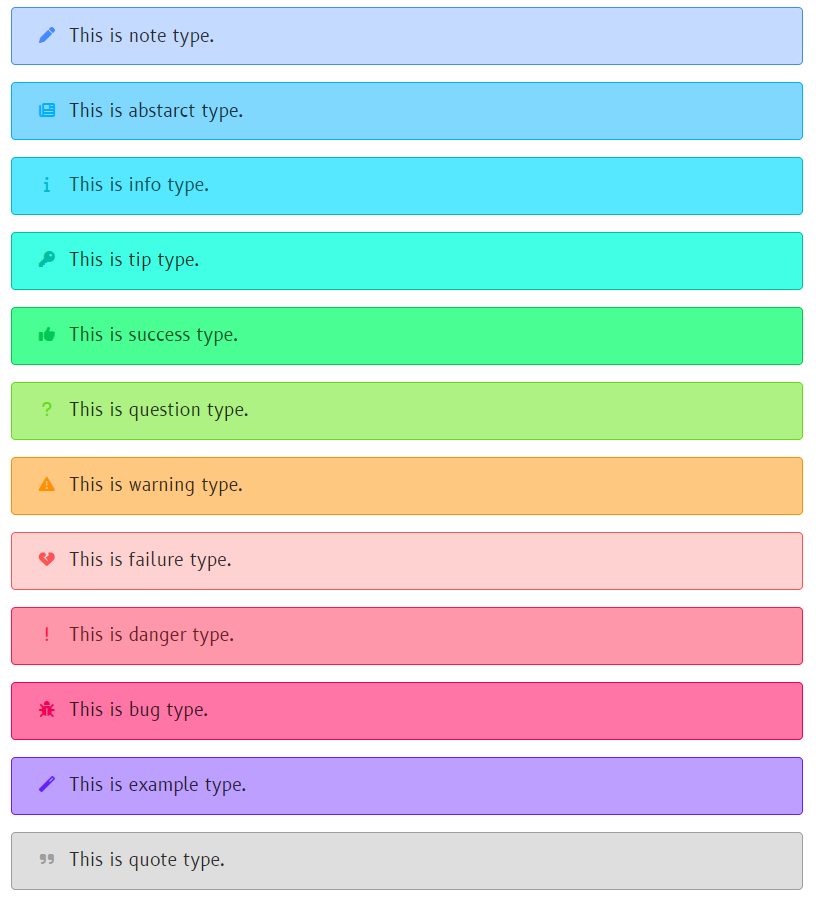 This is note type.
This is abstarct type.
This is info type.
This is tip type.
This is success type.
This is question type.
This is warning type.
This is failure type.
This is danger type.
This is bug type.
This is example type.
This is quote type.